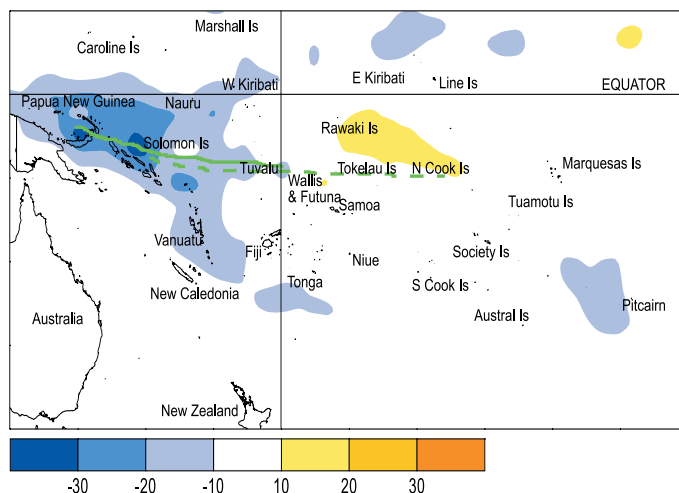 Marshall Is
Caroline Is
W Kiribati
E Kiribati
Line Is
EQUATOR
Papua New Guinea
Nauru
Rawaki Is
Solomon Is
Tuvalu
Tokelau Is
N Cook Is
Marquesas Is
Wallis
& Futuna
Samoa
Tuamotu Is
Vanuatu
Fiji
Niue
Society Is
Tonga
New Caledonia
S Cook Is
Pitcairn
Australia
Austral Is
New Zealand
-30 -20 -10 10 20 30